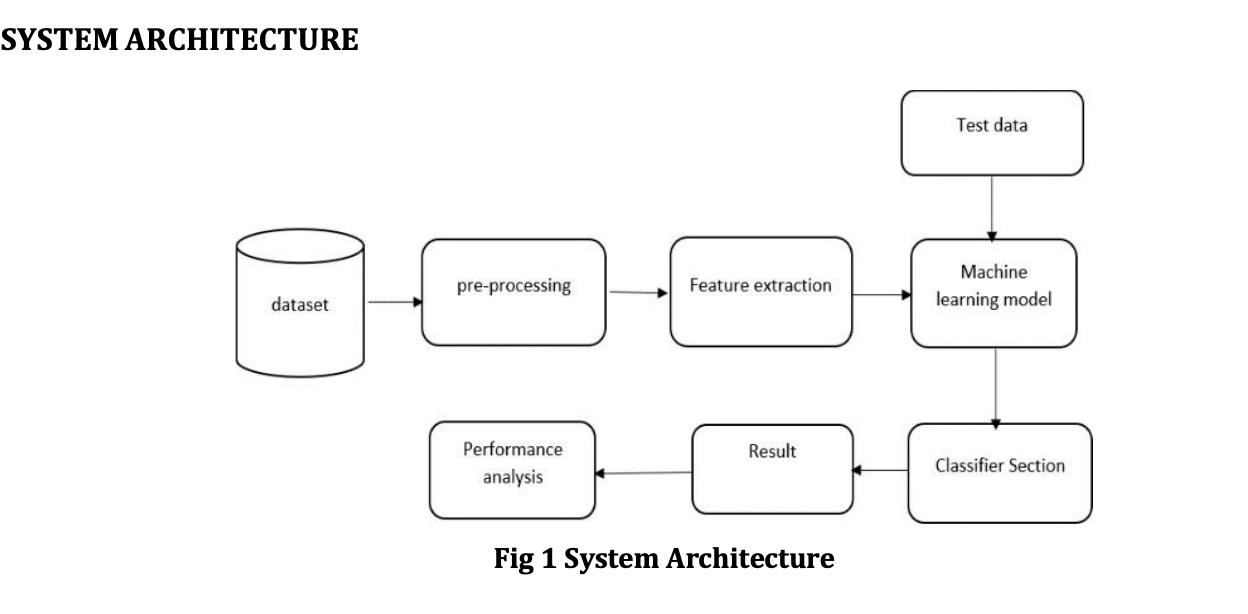 SYSTEM ARCHITECTURE
Test data
dataset
pre-processing
Feature extraction
Machine
learning model
Performance
analysis
Result
Classifier Section
Fig 1 System Architecture